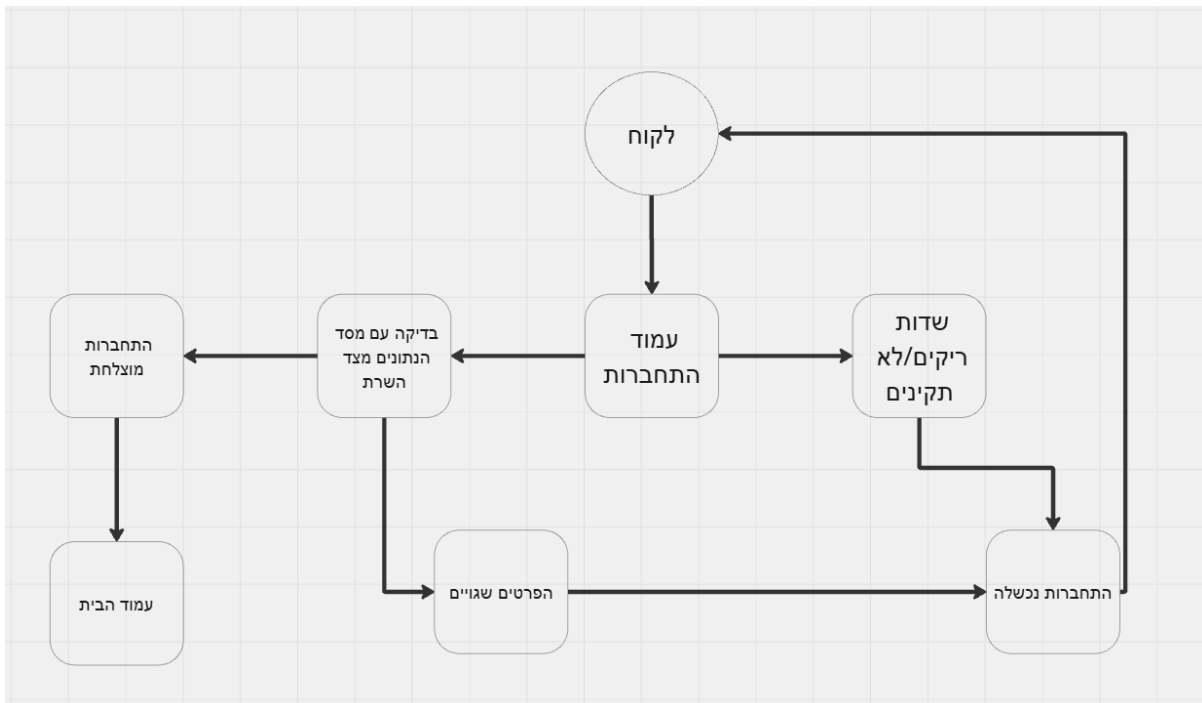 לקוח
שדות
ריקים/לא
תקינים
עמוד
התחברות
בדיקה עם מסד
הנתונים מצד
השרת
התחברות
מוצלחת
התחברות נכשלה
הפרטים שגויים
עמוד הבית